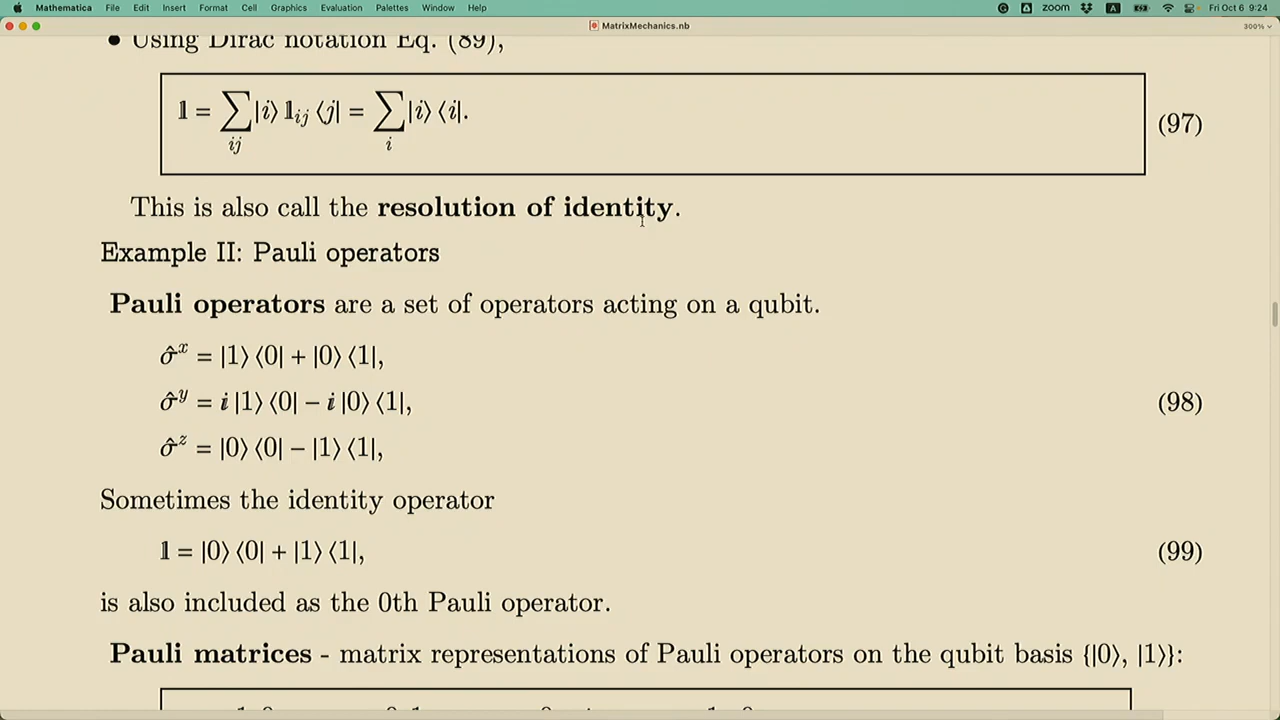 Mathematica File Edit Insert Format Cell Graphics Evaluation Palettes Window Help zoom A Fri Oct 6 9:24
MatrixMechanics.nb 300%
• Using Dirac notation Eq. (89),
𝟙 = ∑_{ij} |i⟩ 𝟙_{ij} ⟨j| = ∑_i |i⟩ ⟨i|. (97)
This is also call the resolution of identity.
Example II: Pauli operators
Pauli operators are a set of operators acting on a qubit.
σ̂^x = |1⟩ ⟨0| + |0⟩ ⟨1|,
σ̂^y = i |1⟩ ⟨0| − i |0⟩ ⟨1|, (98)
σ̂^z = |0⟩ ⟨0| − |1⟩ ⟨1|,
Sometimes the identity operator
𝟙 = |0⟩ ⟨0| + |1⟩ ⟨1|, (99)
is also included as the 0th Pauli operator.
Pauli matrices - matrix representations of Pauli operators on the qubit basis {|0⟩, |1⟩}: